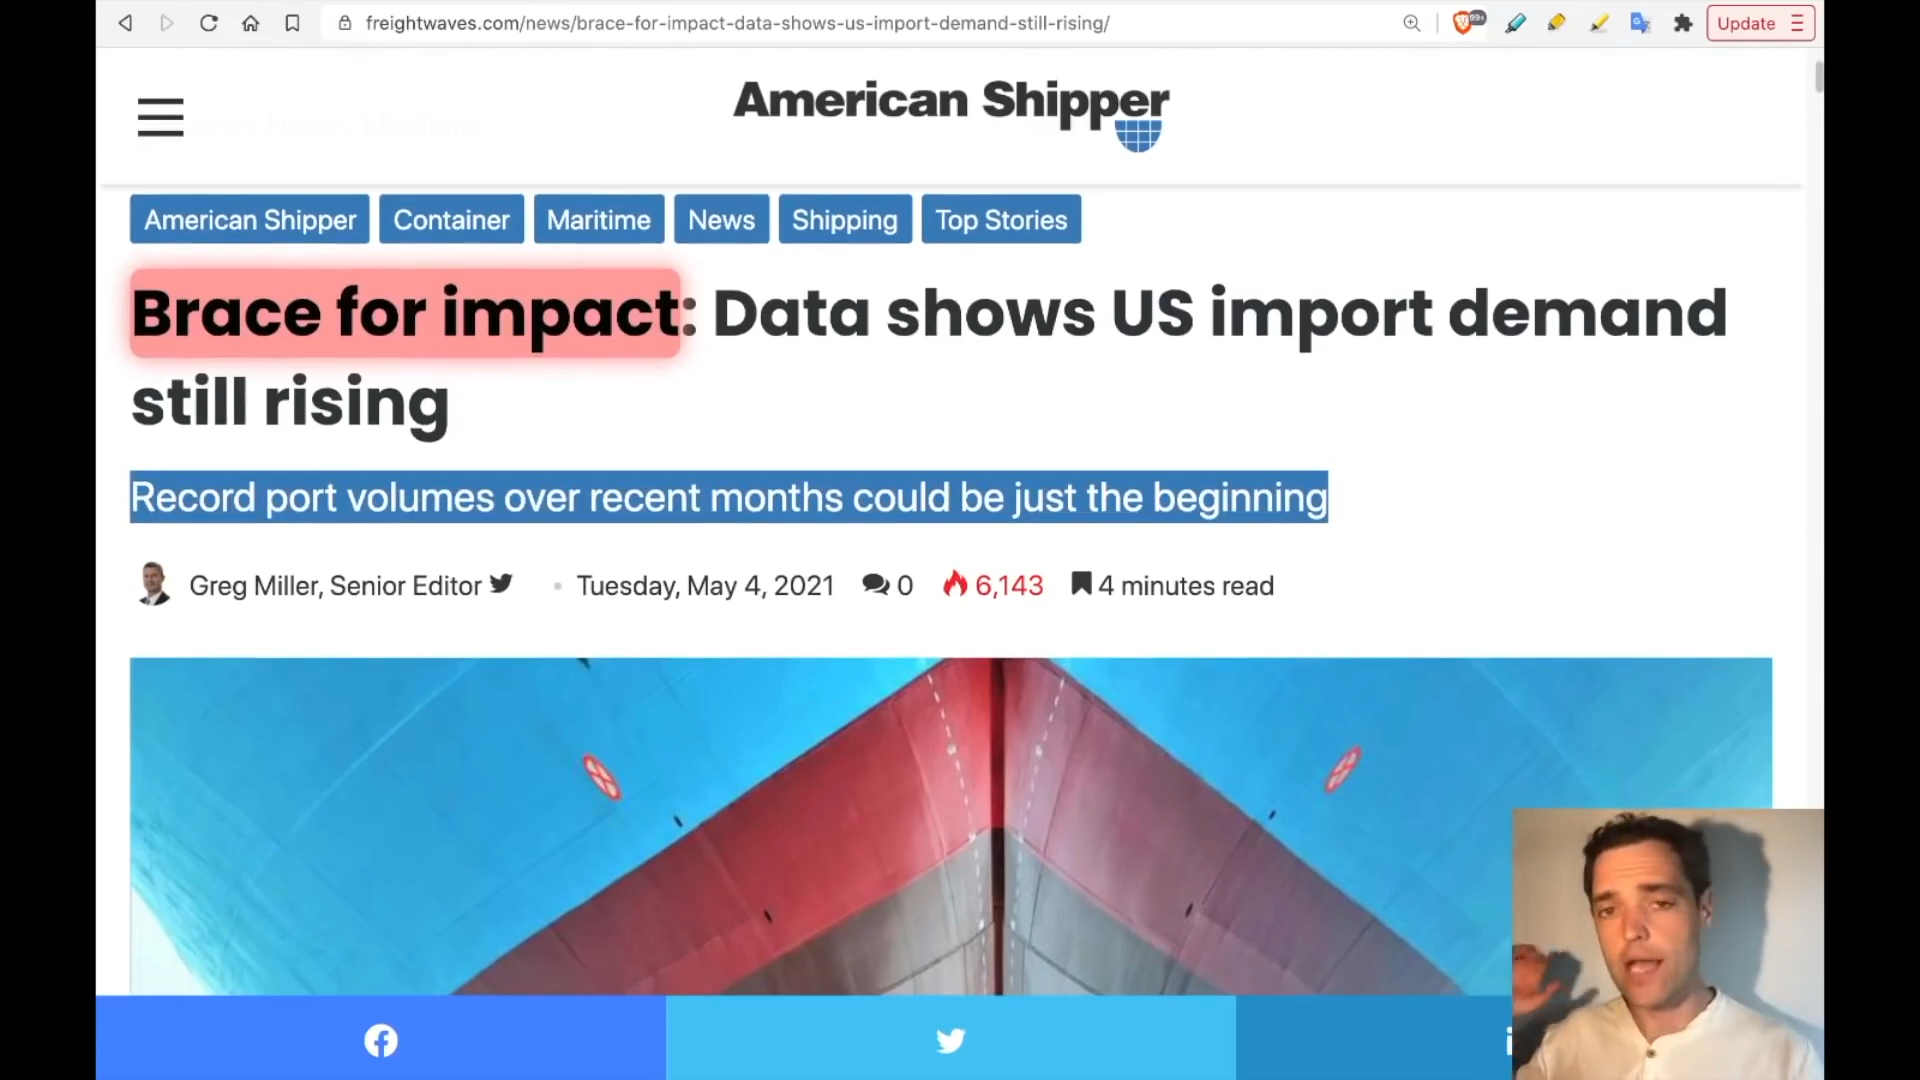 freightwaves.com/news/brace-for-impact-data-shows-us-import-demand-still-rising/
99+
Update
American Shipper
American Shipper
Container
Maritime
News
Shipping
Top Stories
Brace for impact: Data shows US import demand
still rising
Record port volumes over recent months could be just the beginning
Greg Miller, Senior Editor
Tuesday, May 4, 2021
0
6,143
4 minutes read